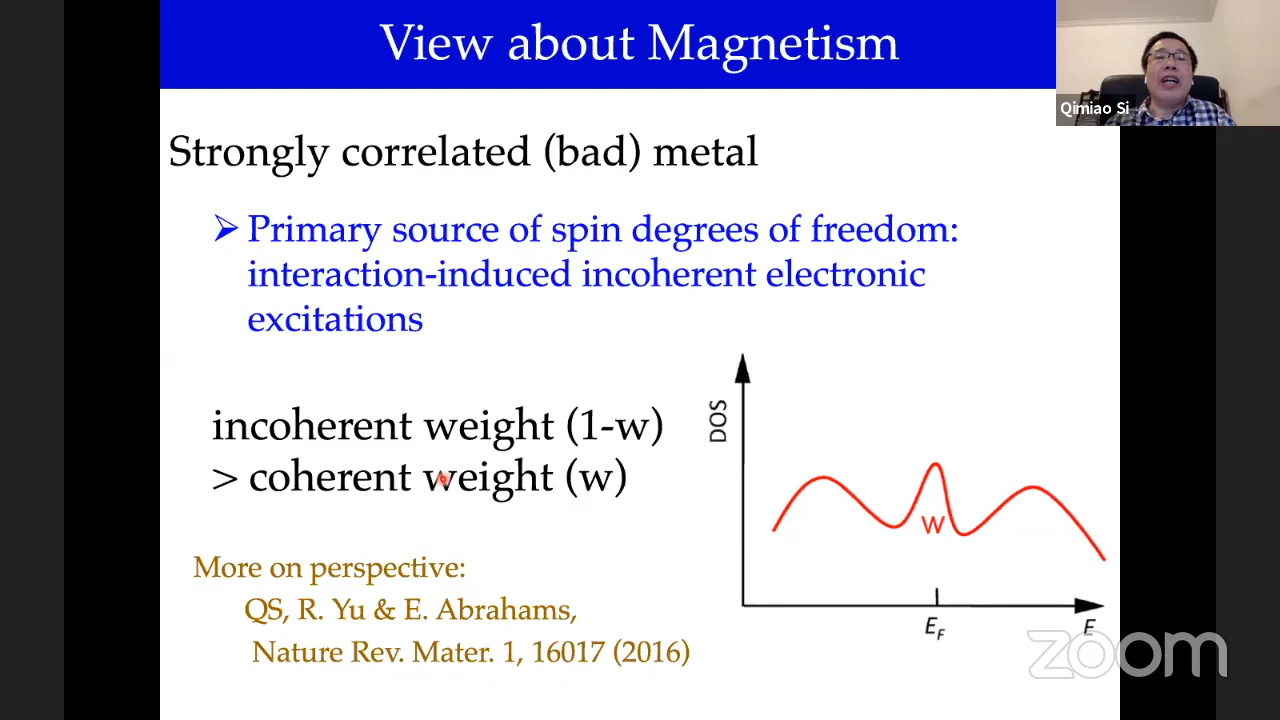 View about Magnetism
Qimiao Si
Strongly correlated (bad) metal
➢ Primary source of spin degrees of freedom:
interaction-induced incoherent electronic
excitations
incoherent weight (1-w)
> coherent weight (w)
DOS
W
E_F
E
More on perspective:
QS, R. Yu & E. Abrahams,
Nature Rev. Mater. 1, 16017 (2016)
zoom